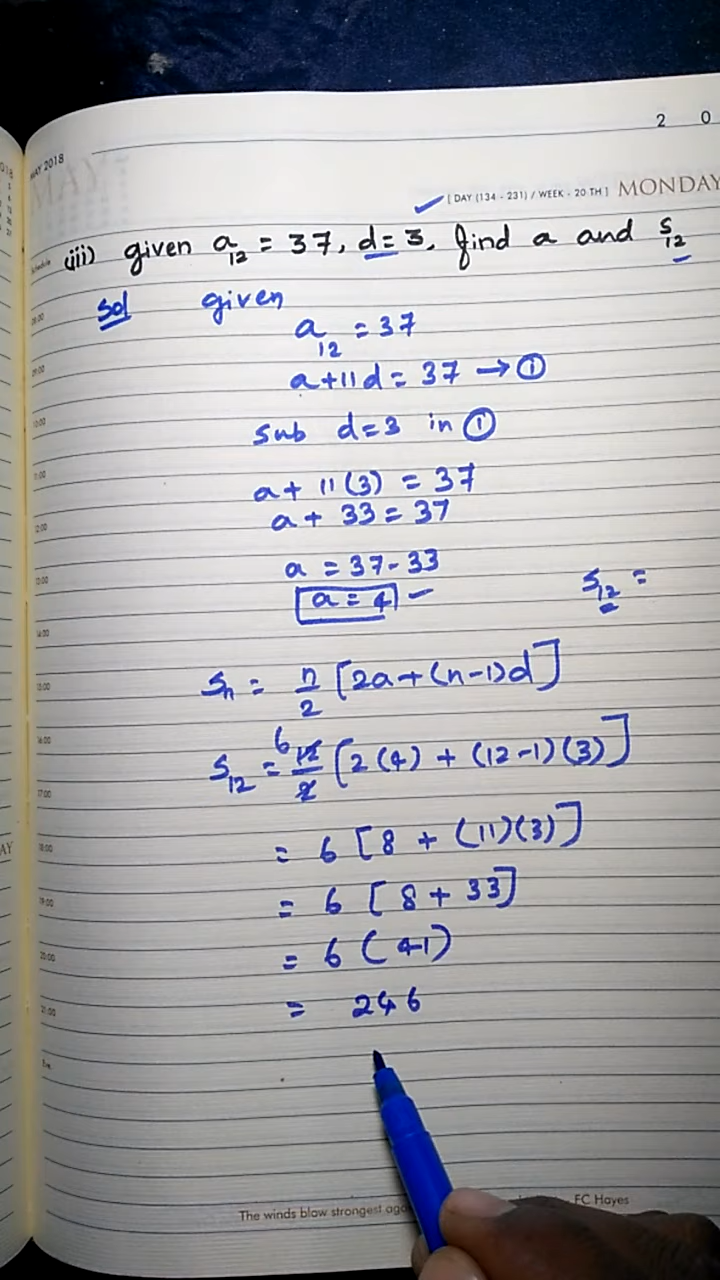 2 0
MAY 2018
[ DAY (134 - 231) / WEEK - 20 TH ] MONDAY
Schedule
(iii) given a₁₂ = 37, d = 3, find a and S₁₂
Sol given
a₁₂ = 37
a + 11d = 37 → ①
Sub d = 3 in ①
a + 11(3) = 37
a + 33 = 37
a = 37 - 33
a = 4
S₁₂ =
Sₙ = n/2 [2a + (n-1)d]
S₁₂ = 6 12/2 [2(4) + (12-1)(3)]
= 6 [8 + (11)(3)]
= 6 [8 + 33]
= 6 (41)
= 246
The winds blow strongest FC Hayes